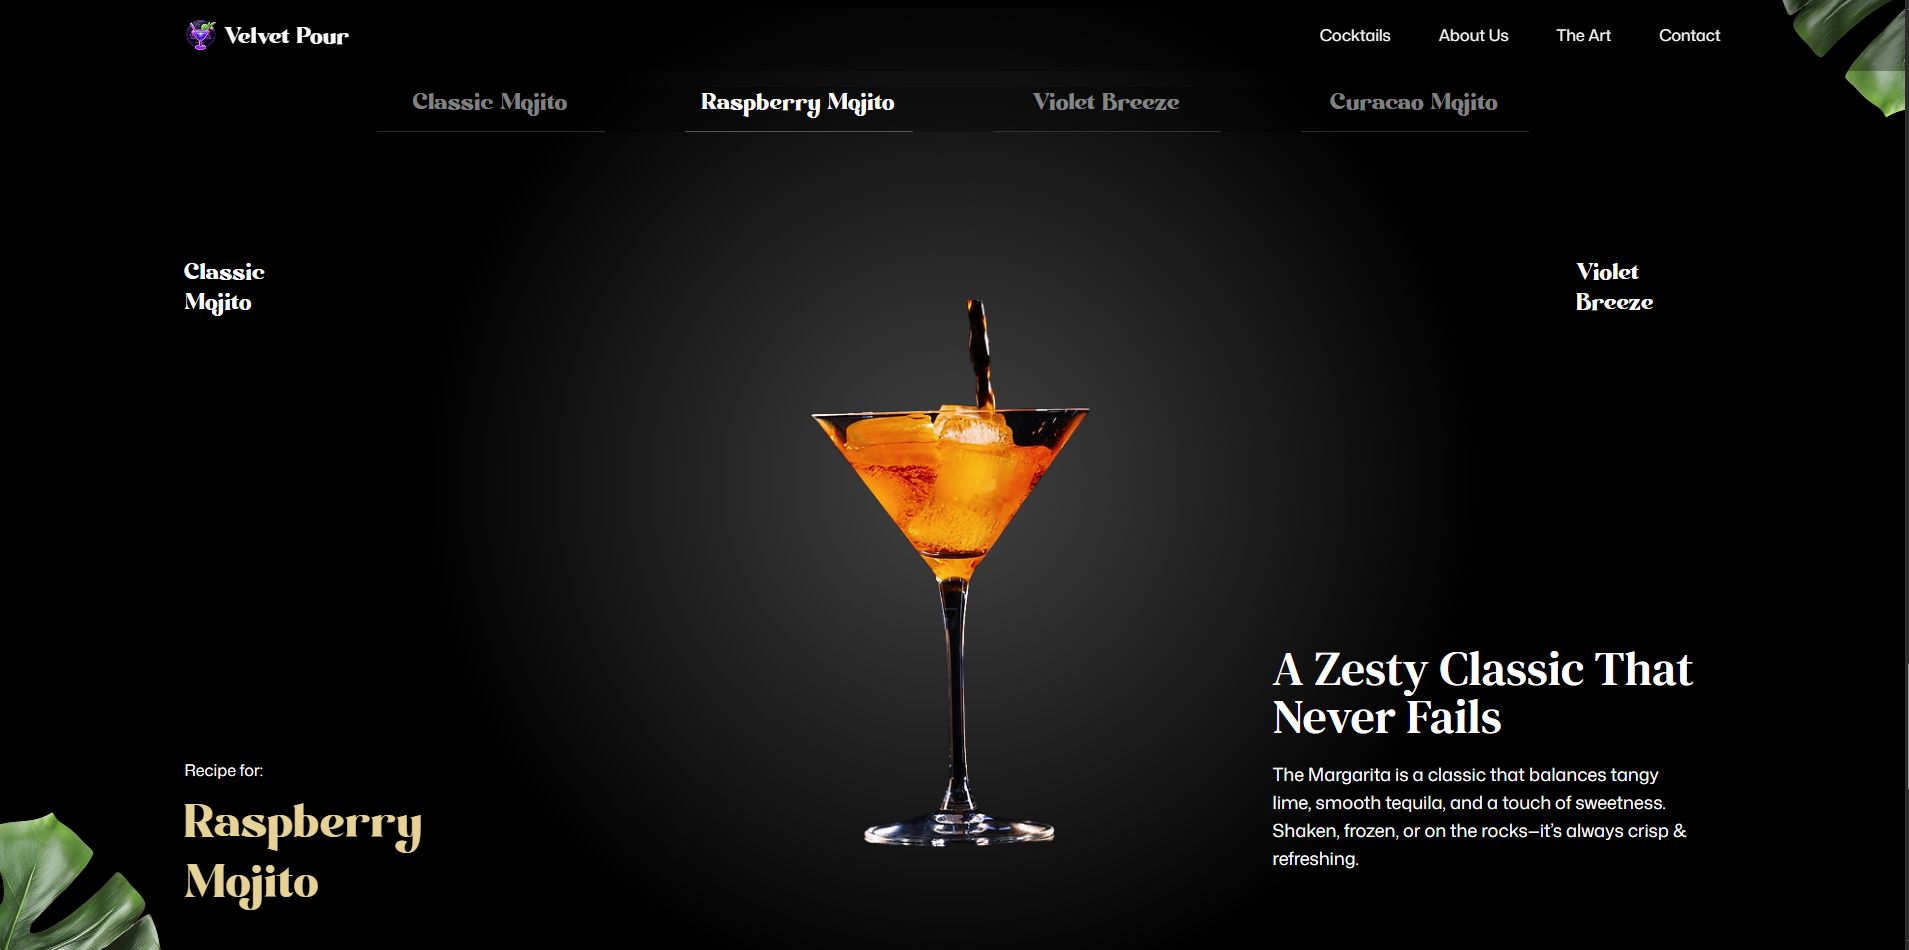 Velvet Pour
Cocktails
About Us
The Art
Contact
Classic Mojito
Raspberry Mojito
Violet Breeze
Curacao Mojito
Classic
Mojito
Violet
Breeze
A Zesty Classic That
Never Fails
The Margarita is a classic that balances tangy
lime, smooth tequila, and a touch of sweetness.
Shaken, frozen, or on the rocks—it's always crisp &
refreshing.
Recipe for:
Raspberry
Mojito